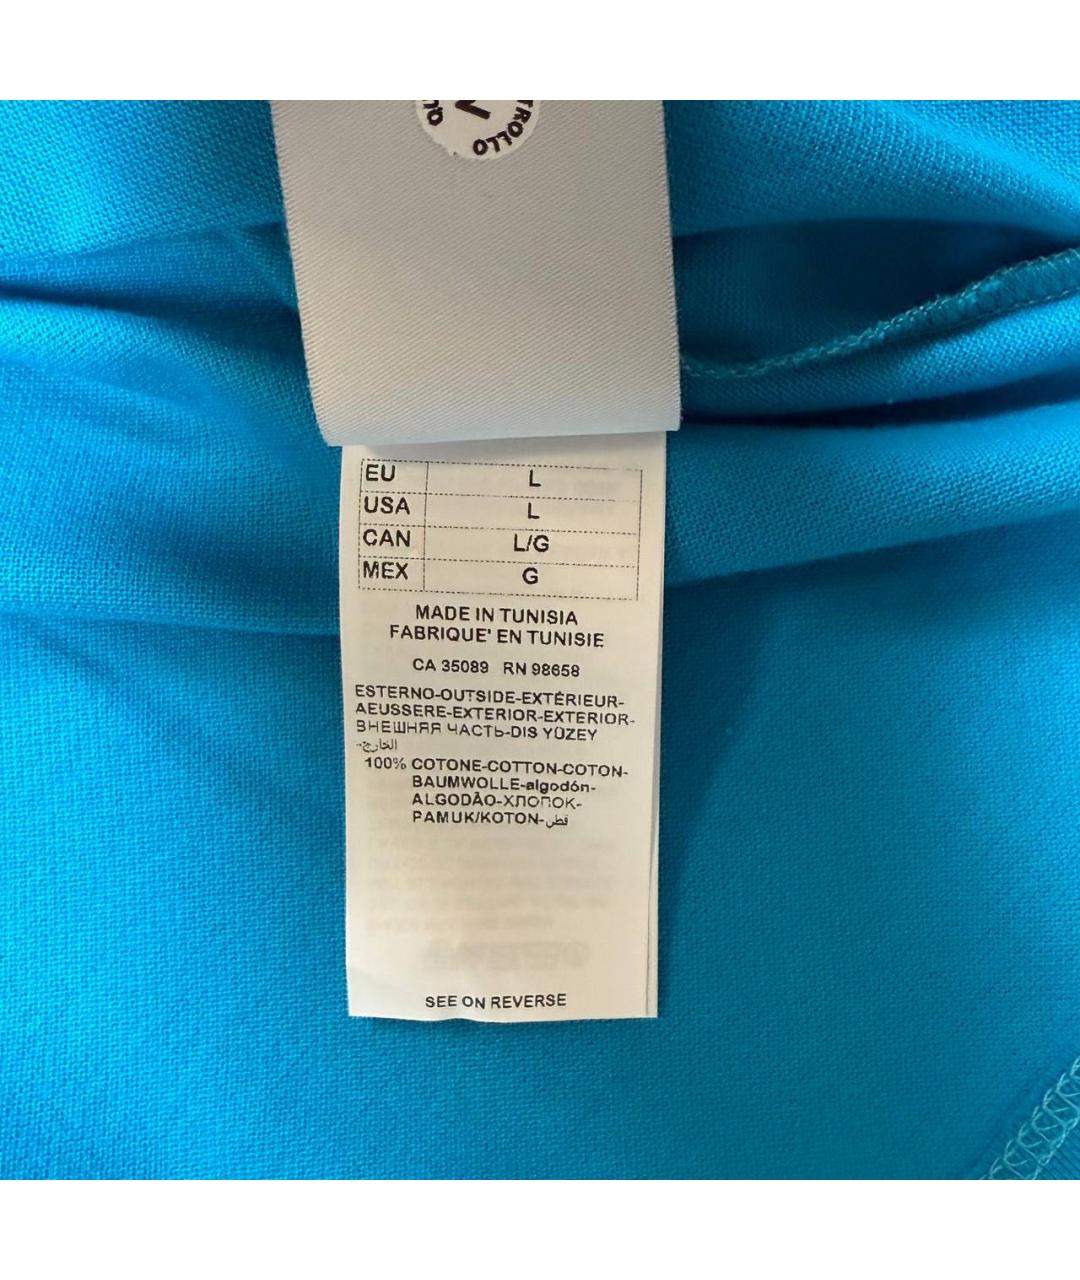 TROLLO
EU L
USA L
CAN L/G
MEX G
MADE IN TUNISIA
FABRIQUE' EN TUNISIE
CA 35089 RN 98658
ESTERNO-OUTSIDE-EXTÉRIEUR-
AEUSSERE-EXTERIOR-EXTERIOR-
ВНЕШНЯЯ ЧАСТЬ-DIS YÜZEY
الخارج-
100% COTONE-COTTON-COTON-
BAUMWOLLE-algodón-
ALGODÃO-ХЛОПОК-
PAMUK/KOTON-قطن
SEE ON REVERSE